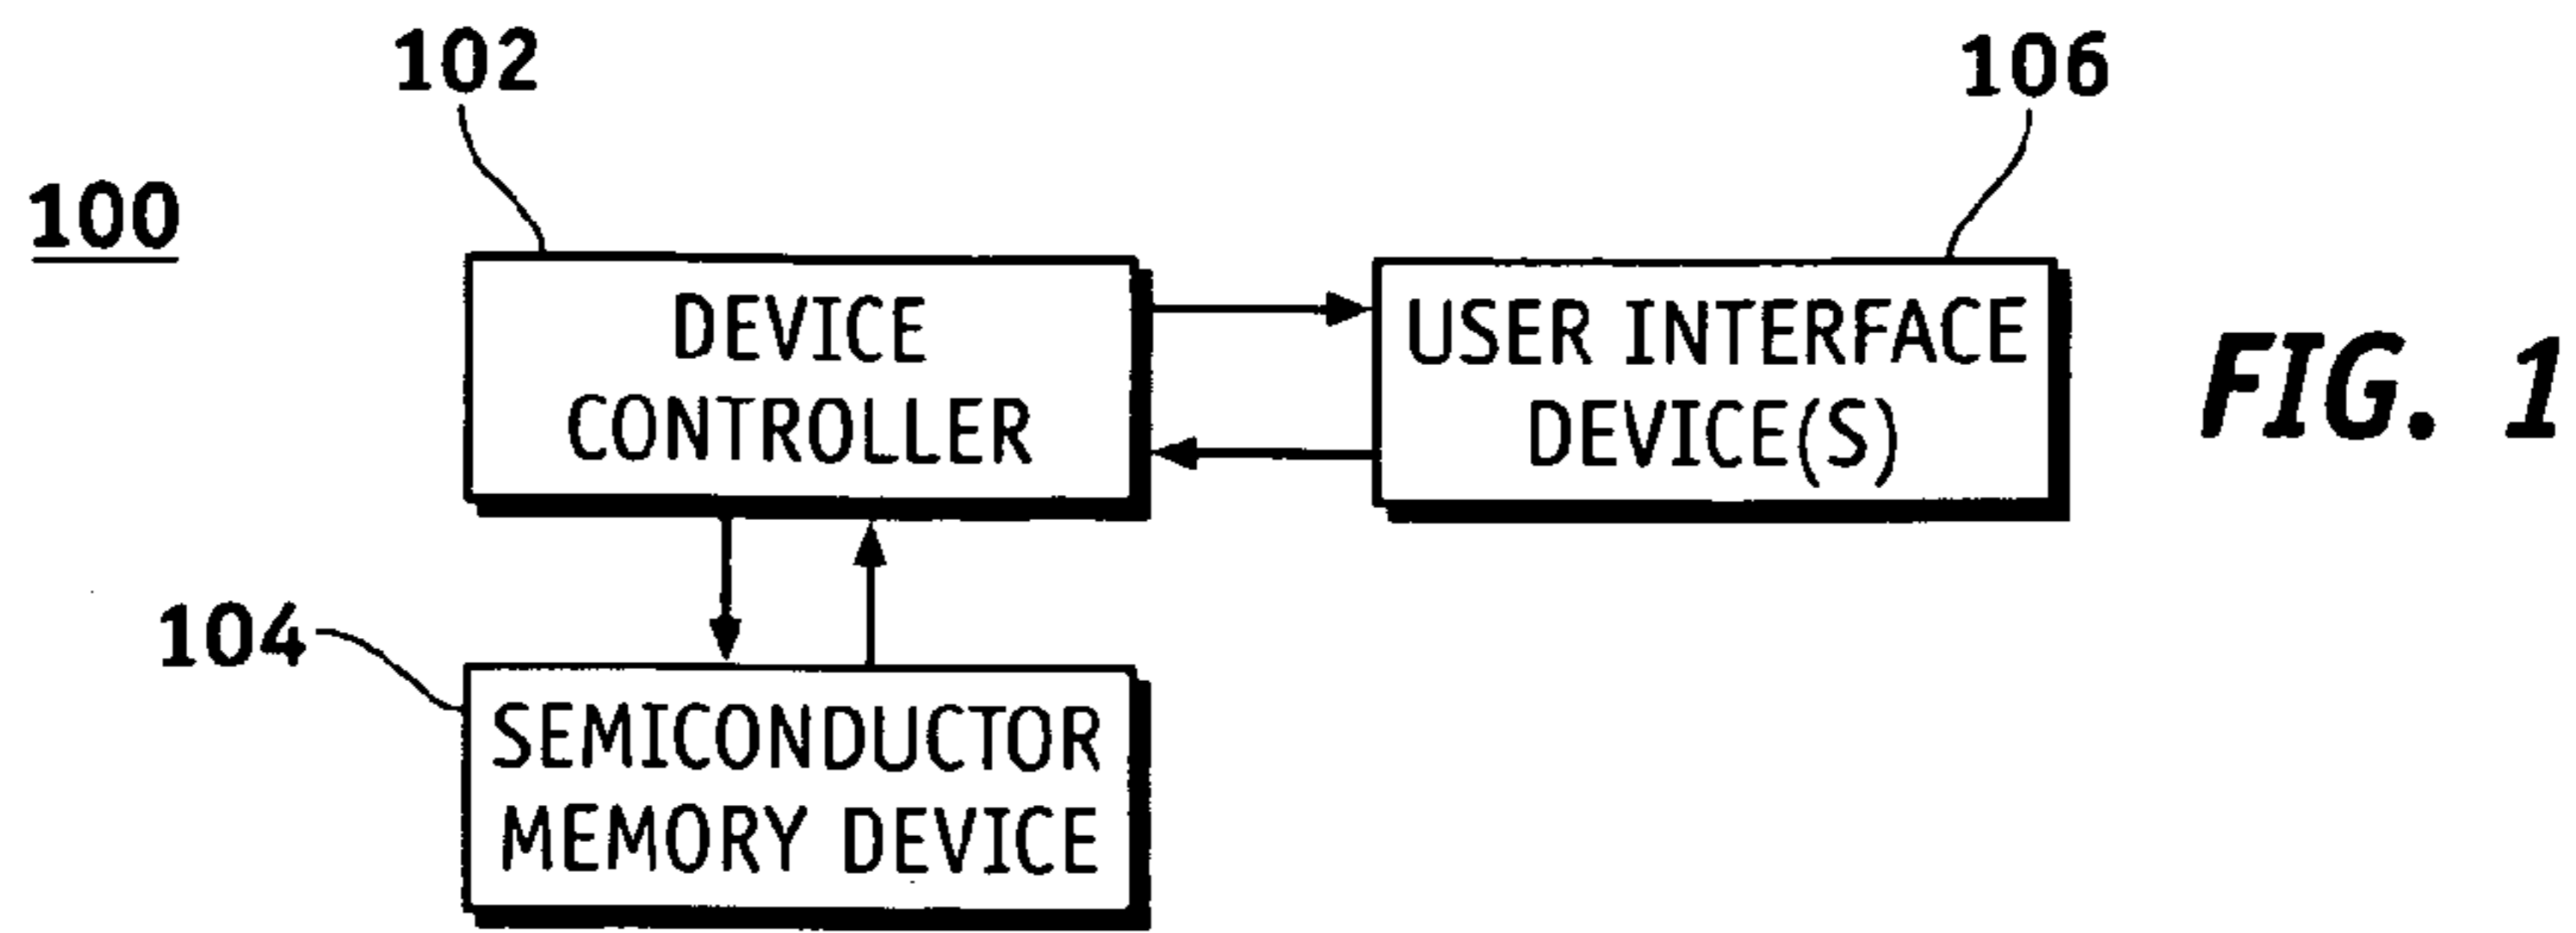 102
106
100
DEVICE
CONTROLLER
USER INTERFACE
DEVICE(S)
FIG. 1
104
SEMICONDUCTOR
MEMORY DEVICE